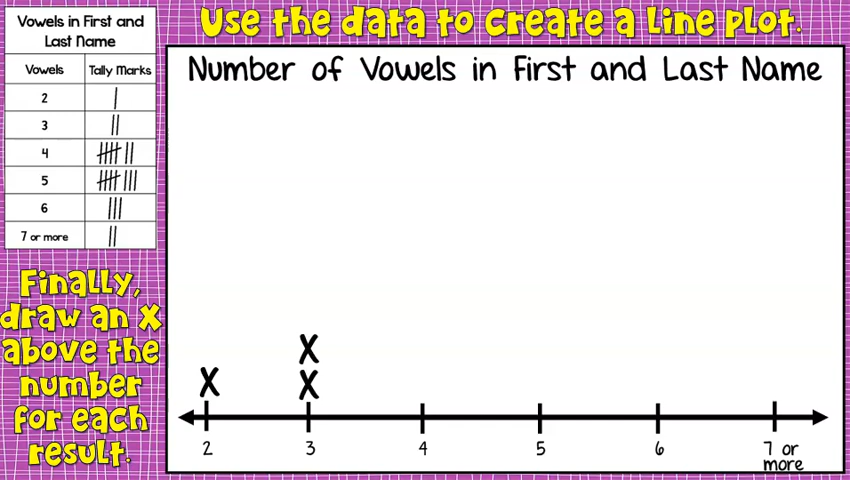 Use the data to create a line plot.
Vowels in First and
Last Name
Vowels Tally Marks
2
3
4
5
6
7 or more
Finally,
draw an X
above the
number
for each
result.
Number of Vowels in First and Last Name
X
X X
2 3 4 5 6 7 or
more